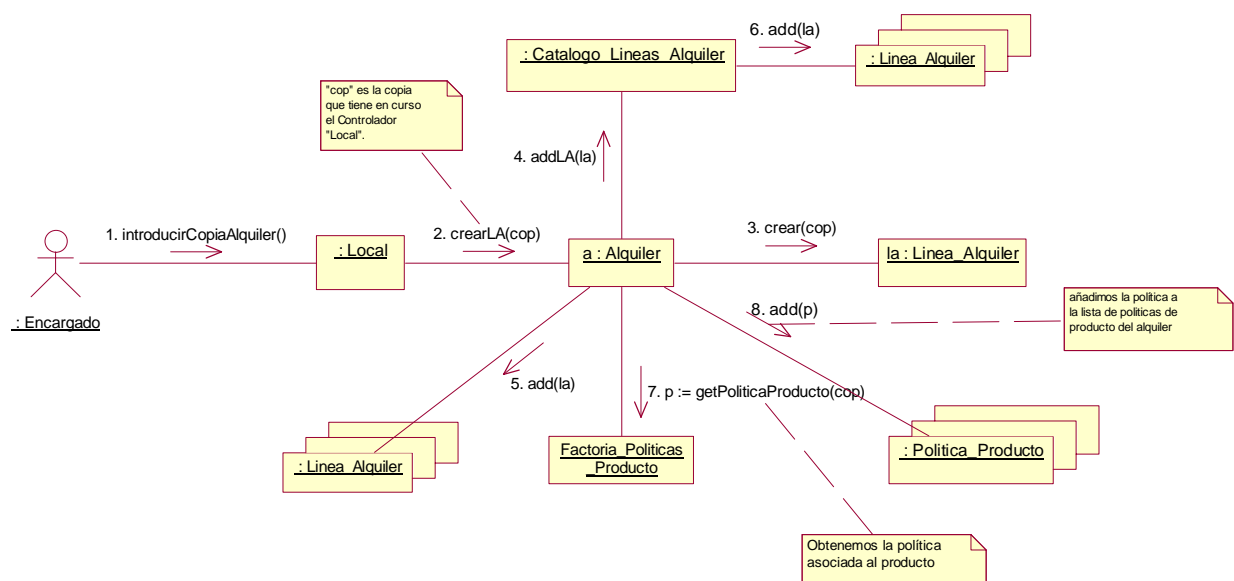 6. add(la)
: Catalogo_Lineas_Alquiler
: Linea_Alquiler
"cop" es la copia
que tiene en curso
el Controlador
"Local".
4. addLA(la)
1. introducirCopiaAlquiler()
2. crearLA(cop)
3. crear(cop)
: Local
a : Alquiler
la : Linea_Alquiler
: Encargado
8. add(p)
añadimos la política a
la lista de politicas de
producto del alquiler
5. add(la)
7. p := getPoliticaProducto(cop)
: Linea_Alquiler
Factoria_Politicas
_Producto
: Politica_Producto
Obtenemos la política
asociada al producto